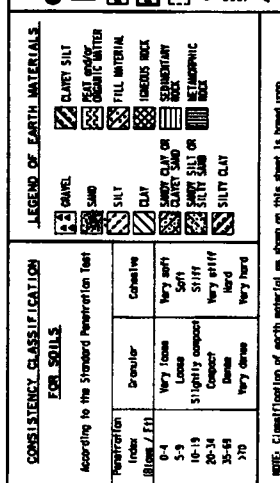 CONSISTENCY CLASSIFICATION
FOR SOILS
According to the Standard Penetration Test
Penetration Index (Blows / Ft) Granular Cohesive
0-4 Very loose Very soft
5-9 Loose Soft
10-19 Slightly compact Stiff
20-34 Compact Very stiff
35-69 Dense Hard
>70 Very dense Very hard
LEGEND OF EARTH MATERIALS
GRAVEL
SAND
SILT
CLAY
SANDY CLAY OR CLAYEY SAND
SANDY SILT OR SILTY SAND
SILTY CLAY
CLAYEY SILT
PEAT and/or ORGANIC MATTER
FILL MATERIAL
IGNEOUS ROCK
SEDIMENTARY ROCK
METAMORPHIC ROCK
NOTE: Classification of earth material as shown on this sheet is based upon